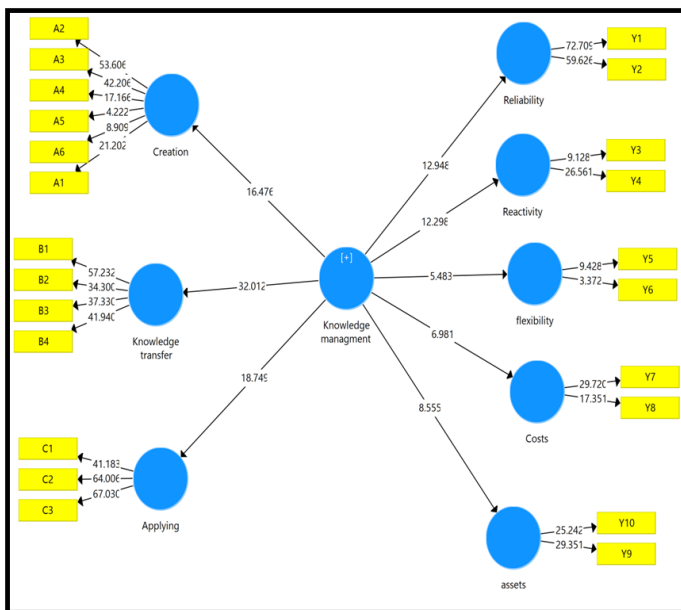 A2
A3
A4
A5
A6
A1
53.606
42.206
17.166
4.222
8.909
21.202
Creation
16.476
B1
B2
B3
B4
57.232
34.300
37.330
41.940
Knowledge
transfer
32.012
C1
C2
C3
41.183
64.006
67.030
Applying
18.749
[+]
Knowledge
managment
12.948
Reliability
72.709
59.626
Y1
Y2
12.298
Reactivity
9.128
26.561
Y3
Y4
5.483
flexibility
9.428
3.372
Y5
Y6
6.981
Costs
29.720
17.351
Y7
Y8
8.555
assets
25.242
29.351
Y10
Y9